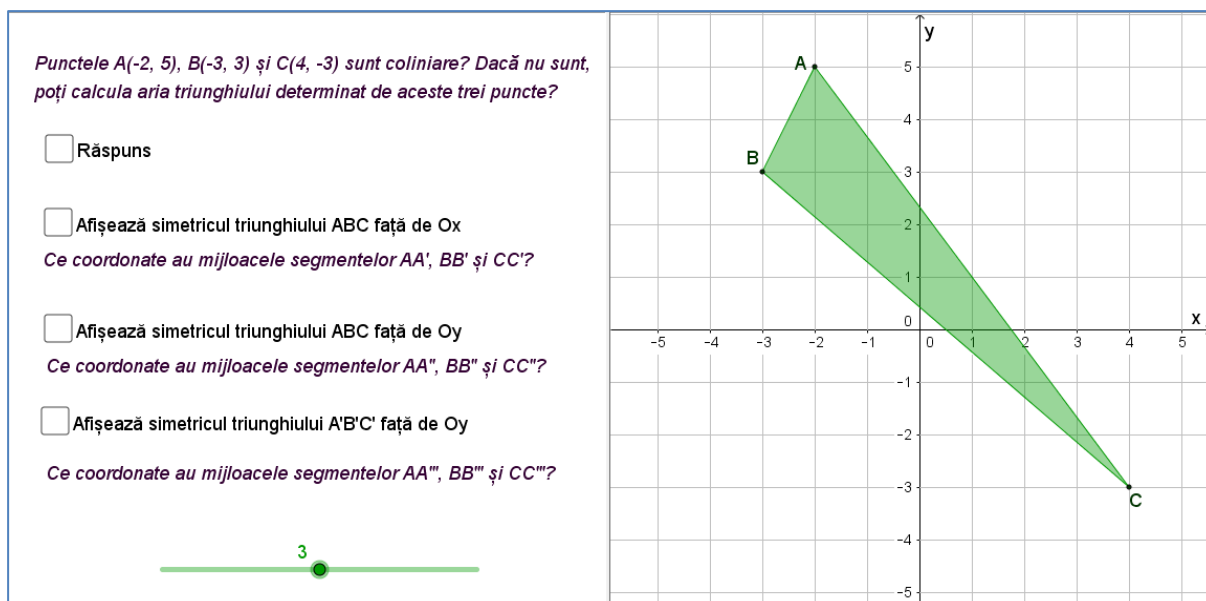 Punctele A(-2, 5), B(-3, 3) și C(4, -3) sunt coliniare? Dacă nu sunt,
poți calcula aria triunghiului determinat de aceste trei puncte?
Răspuns
Afișează simetricul triunghiului ABC față de Ox
Ce coordonate au mijloacele segmentelor AA', BB' și CC'?
Afișează simetricul triunghiului ABC față de Oy
Ce coordonate au mijloacele segmentelor AA'', BB'' și CC''?
Afișează simetricul triunghiului A'B'C' față de Oy
Ce coordonate au mijloacele segmentelor AA''', BB''' și CC'''?
3
y
A
5
4
B
3
2
1
0
x
-5 -4 -3 -2 -1 0 1 2 3 4 5
-1
-2
-3
C
-4
-5